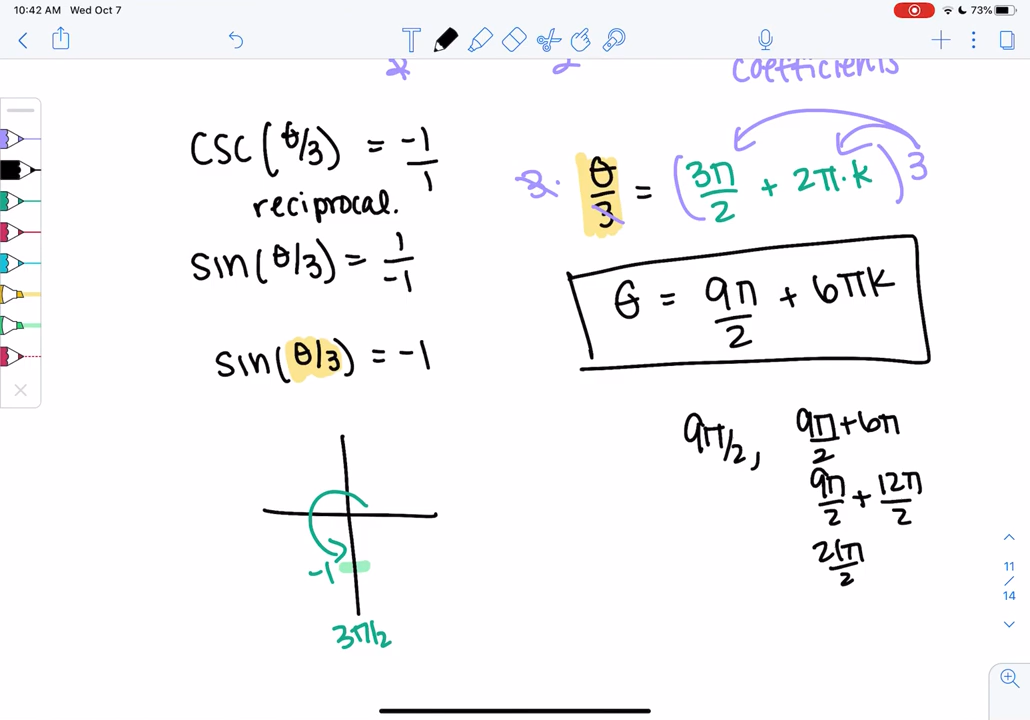 10:42 AM Wed Oct 7
73%
2
coefficients
csc(θ/3) = -1/1
reciprocal.
sin(θ/3) = 1/-1
sin(θ/3) = -1
3· θ/3 = (3π/2 + 2π·k)3
θ = 9π/2 + 6πk
9π/2, 9π/2 + 6π
9π/2 + 12π/2
21π/2
-1
3π/2
11
/
14